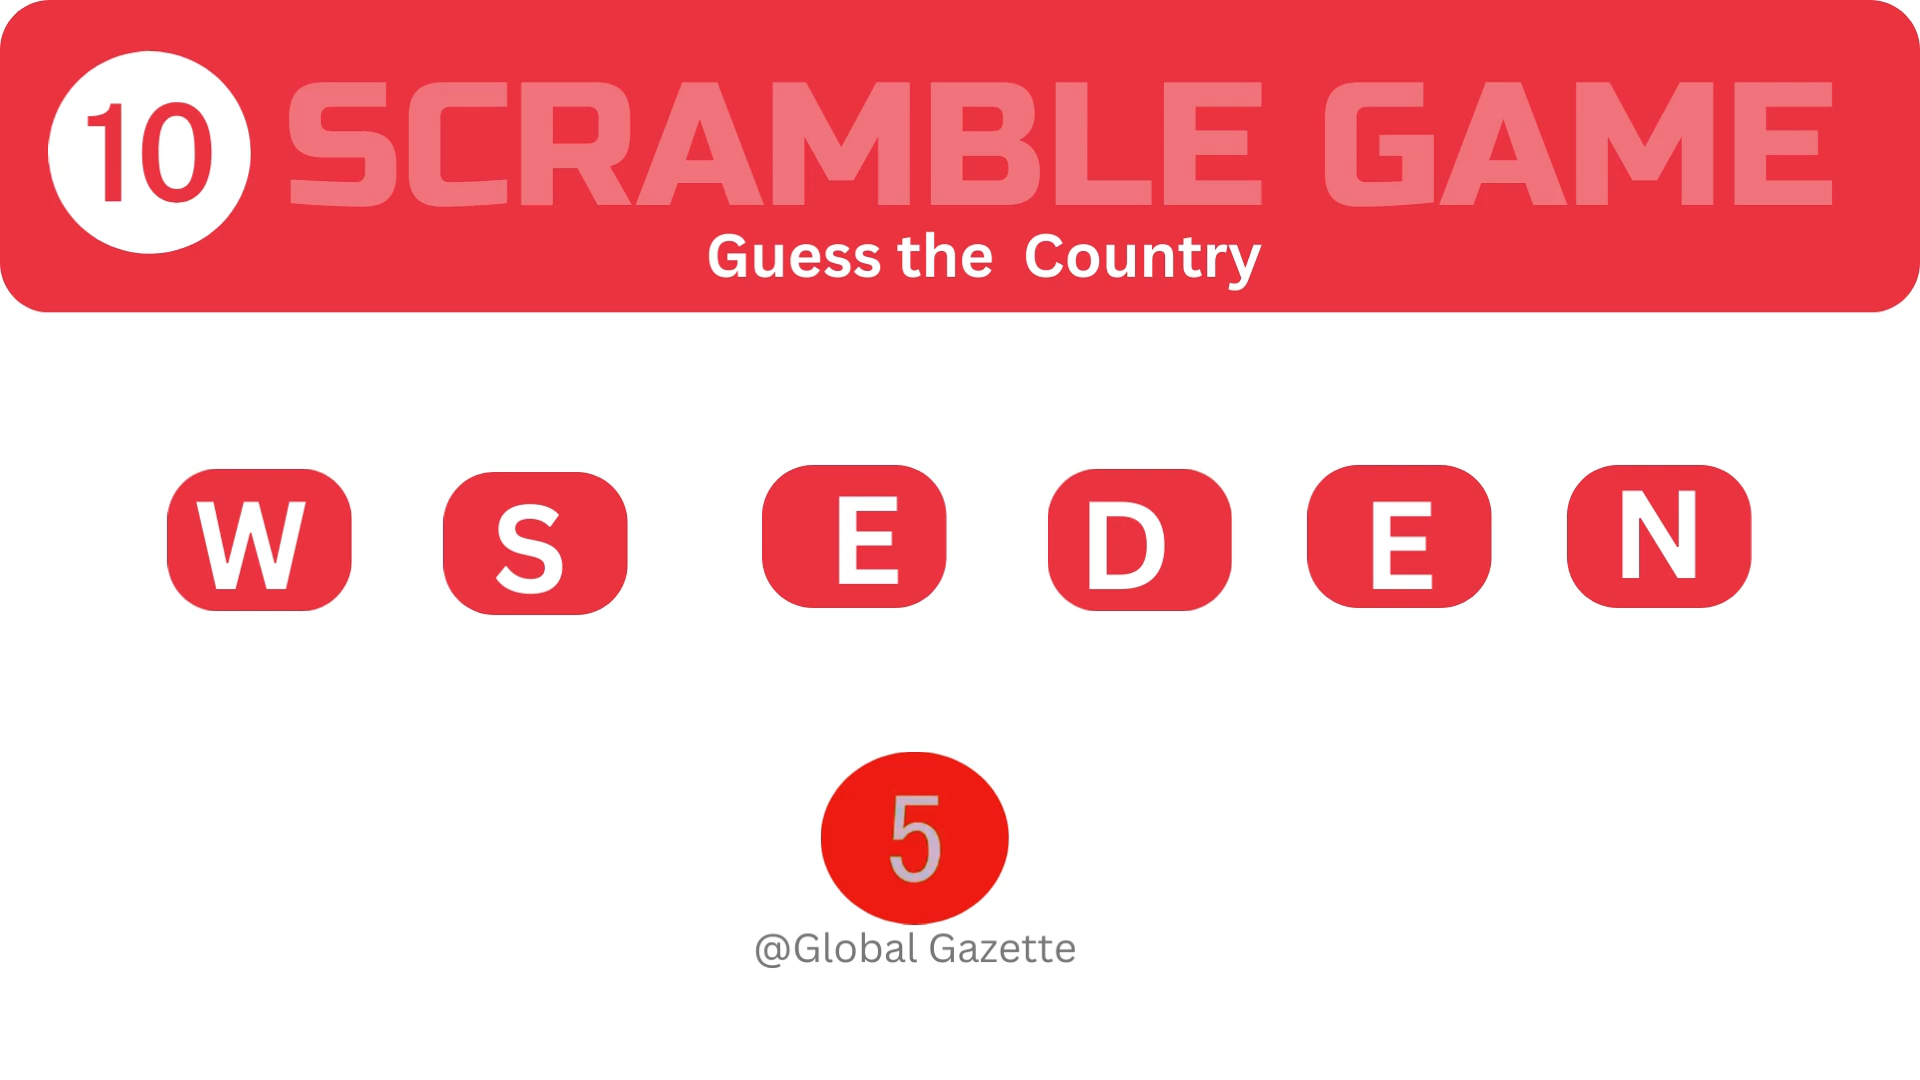 10 SCRAMBLE GAME
Guess the Country
W S E D E N
5
@Global Gazette